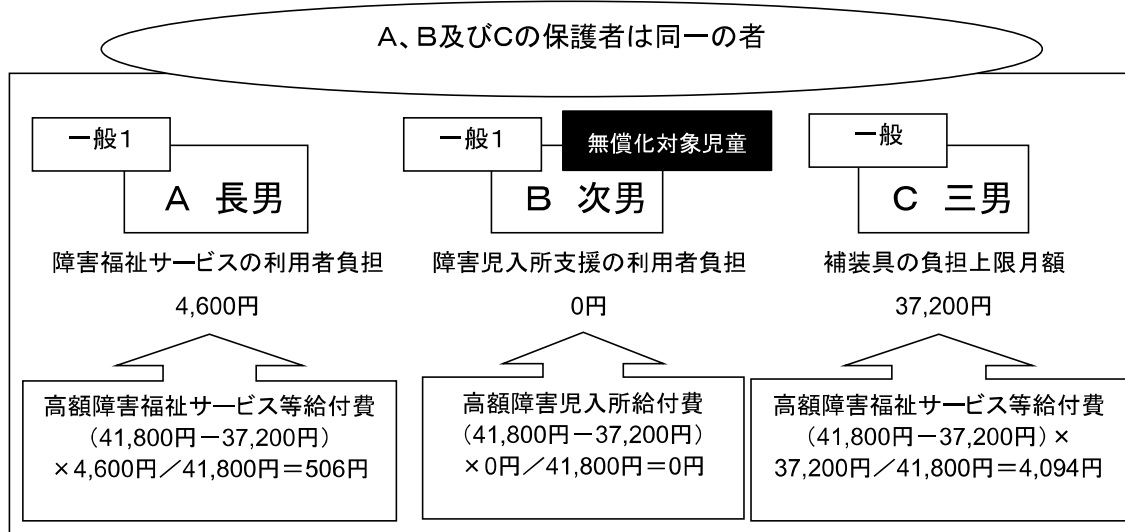 A、B及びCの保護者は同一の者
一般1
A 長男
障害福祉サービスの利用者負担
4,600円
高額障害福祉サービス等給付費
(41,800円-37,200円)
×4,600円/41,800円=506円
一般1
無償化対象児童
B 次男
障害児入所支援の利用者負担
0円
高額障害児入所給付費
(41,800円-37,200円)
×0円/41,800円=0円
一般
C 三男
補装具の負担上限月額
37,200円
高額障害福祉サービス等給付費
(41,800円-37,200円)×
37,200円/41,800円=4,094円